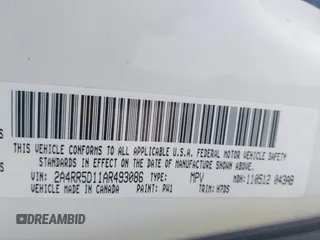 THIS VEHICLE CONFORMS TO ALL APPLICABLE U.S.A. FEDERAL MOTOR VEHICLE SAFETY
STANDARDS IN EFFECT ON THE DATE OF MANUFACTURE SHOWN ABOVE.
VIN: 2A4RR5D11AR493086 TYPE: MPV MDH: 110512 043AB
VEHICLE MADE IN CANADA PAINT: PW1 TRIM: H7DS
DREAMBID